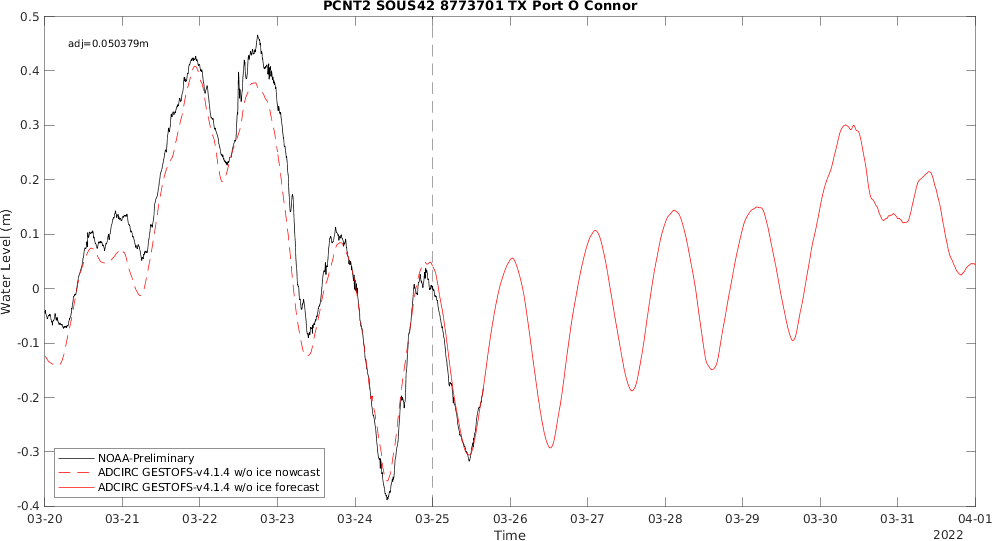 PCNT2 SOUS42 8773701 TX Port O Connor
adj=0.050379m
Water Level (m)
0.5
0.4
0.3
0.2
0.1
0
-0.1
-0.2
-0.3
-0.4
NOAA-Preliminary
ADCIRC GESTOFS-v4.1.4 w/o ice nowcast
ADCIRC GESTOFS-v4.1.4 w/o ice forecast
03-20 03-21 03-22 03-23 03-24 03-25 03-26 03-27 03-28 03-29 03-30 03-31 04-01
Time
2022